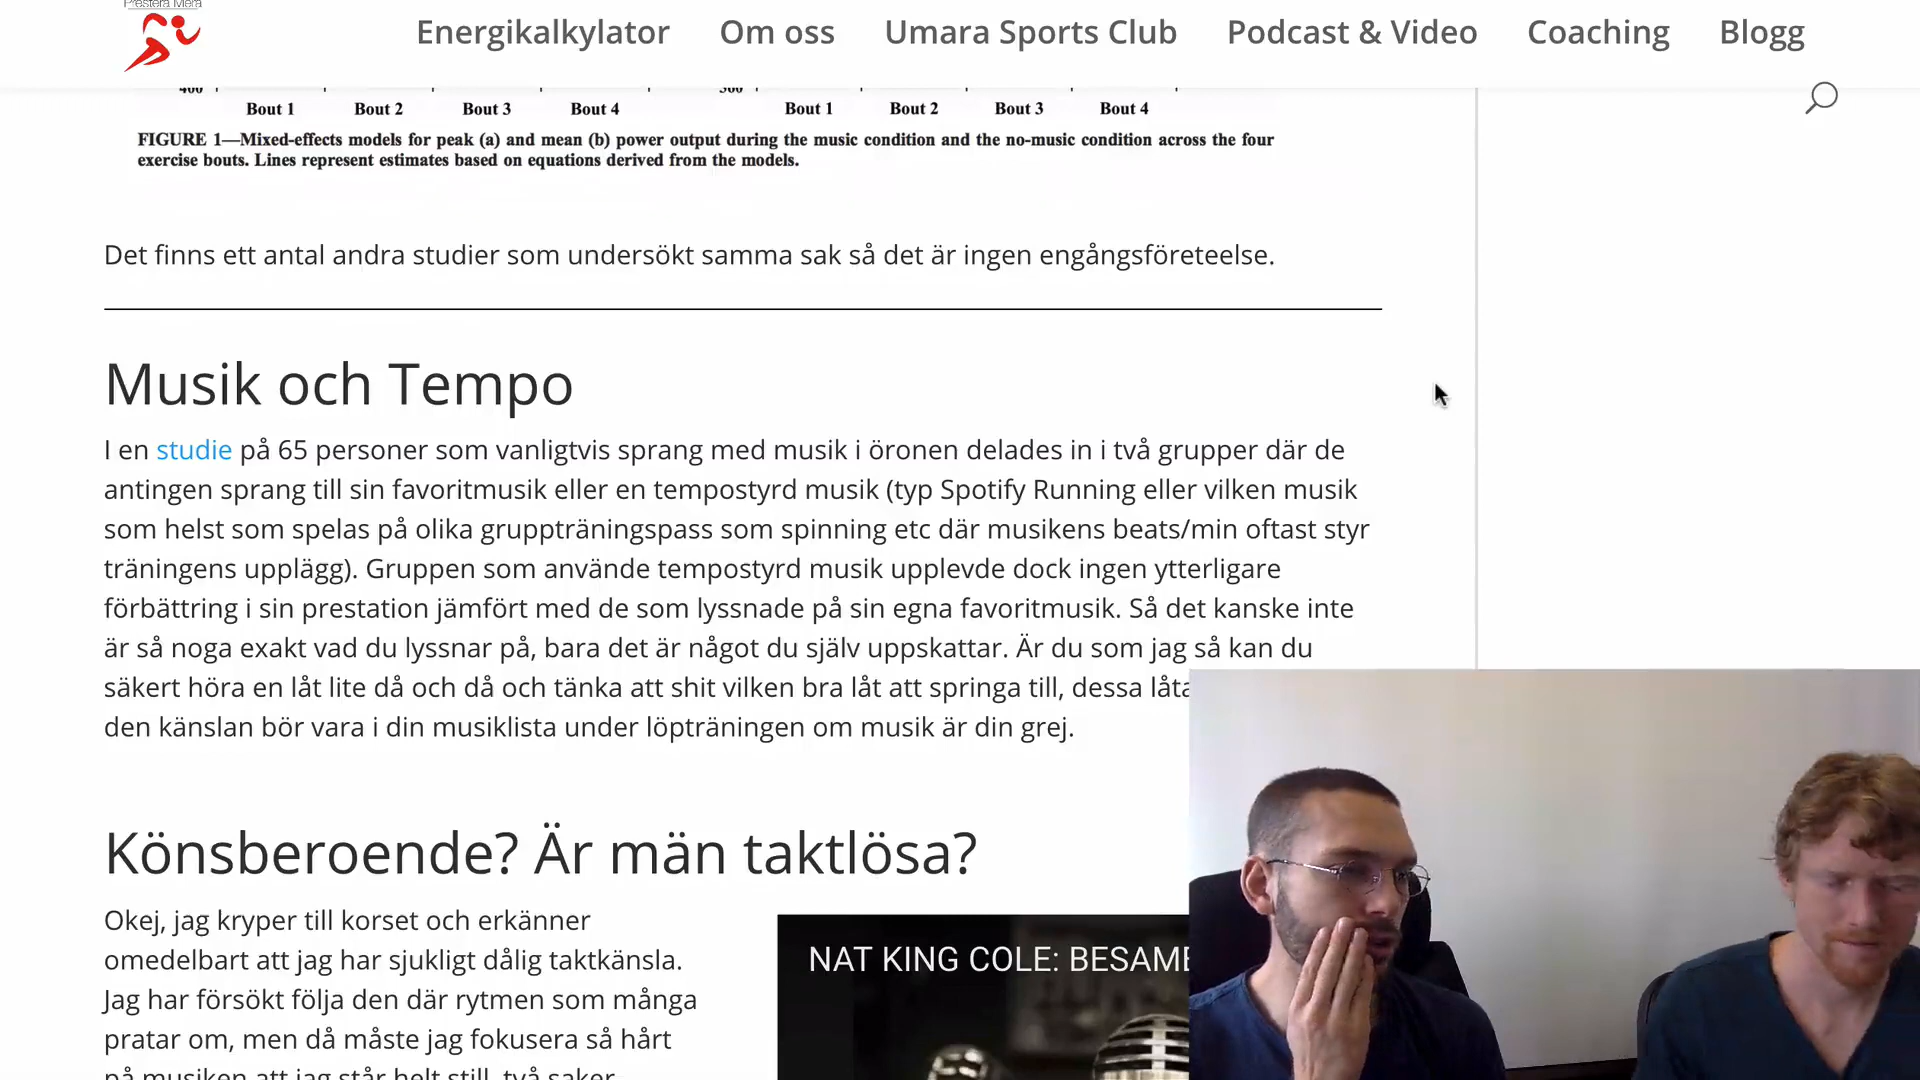 Prestera Mera
Energikalkylator Om oss Umara Sports Club Podcast & Video Coaching Blogg
400 300
Bout 1 Bout 2 Bout 3 Bout 4 Bout 1 Bout 2 Bout 3 Bout 4
FIGURE 1—Mixed-effects models for peak (a) and mean (b) power output during the music condition and the no-music condition across the four
exercise bouts. Lines represent estimates based on equations derived from the models.
Det finns ett antal andra studier som undersökt samma sak så det är ingen engångsföreteelse.
Musik och Tempo
I en studie på 65 personer som vanligtvis sprang med musik i öronen delades in i två grupper där de
antingen sprang till sin favoritmusik eller en tempostyrd musik (typ Spotify Running eller vilken musik
som helst som spelas på olika gruppträningspass som spinning etc där musikens beats/min oftast styr
träningens upplägg). Gruppen som använde tempostyrd musik upplevde dock ingen ytterligare
förbättring i sin prestation jämfört med de som lyssnade på sin egna favoritmusik. Så det kanske inte
är så noga exakt vad du lyssnar på, bara det är något du själv uppskattar. Är du som jag så kan du
säkert höra en låt lite då och då och tänka att shit vilken bra låt att springa till, dessa låta
den känslan bör vara i din musiklista under löpträningen om musik är din grej.
Könsberoende? Är män taktlösa?
Okej, jag kryper till korset och erkänner
omedelbart att jag har sjukligt dålig taktkänsla.
Jag har försökt följa den där rytmen som många
pratar om, men då måste jag fokusera så hårt
på musiken att jag står helt still, två saker
NAT KING COLE: BESAME